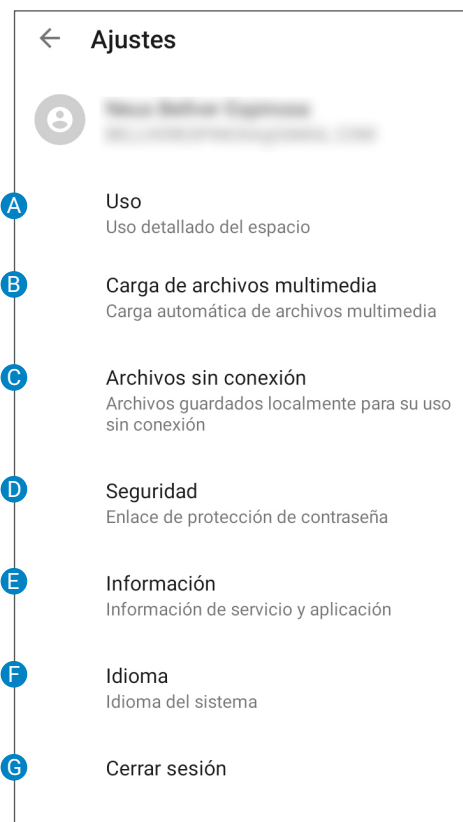 Ajustes
A
Uso
Uso detallado del espacio
B
Carga de archivos multimedia
Carga automática de archivos multimedia
C
Archivos sin conexión
Archivos guardados localmente para su uso
sin conexión
D
Seguridad
Enlace de protección de contraseña
E
Información
Información de servicio y aplicación
F
Idioma
Idioma del sistema
G
Cerrar sesión